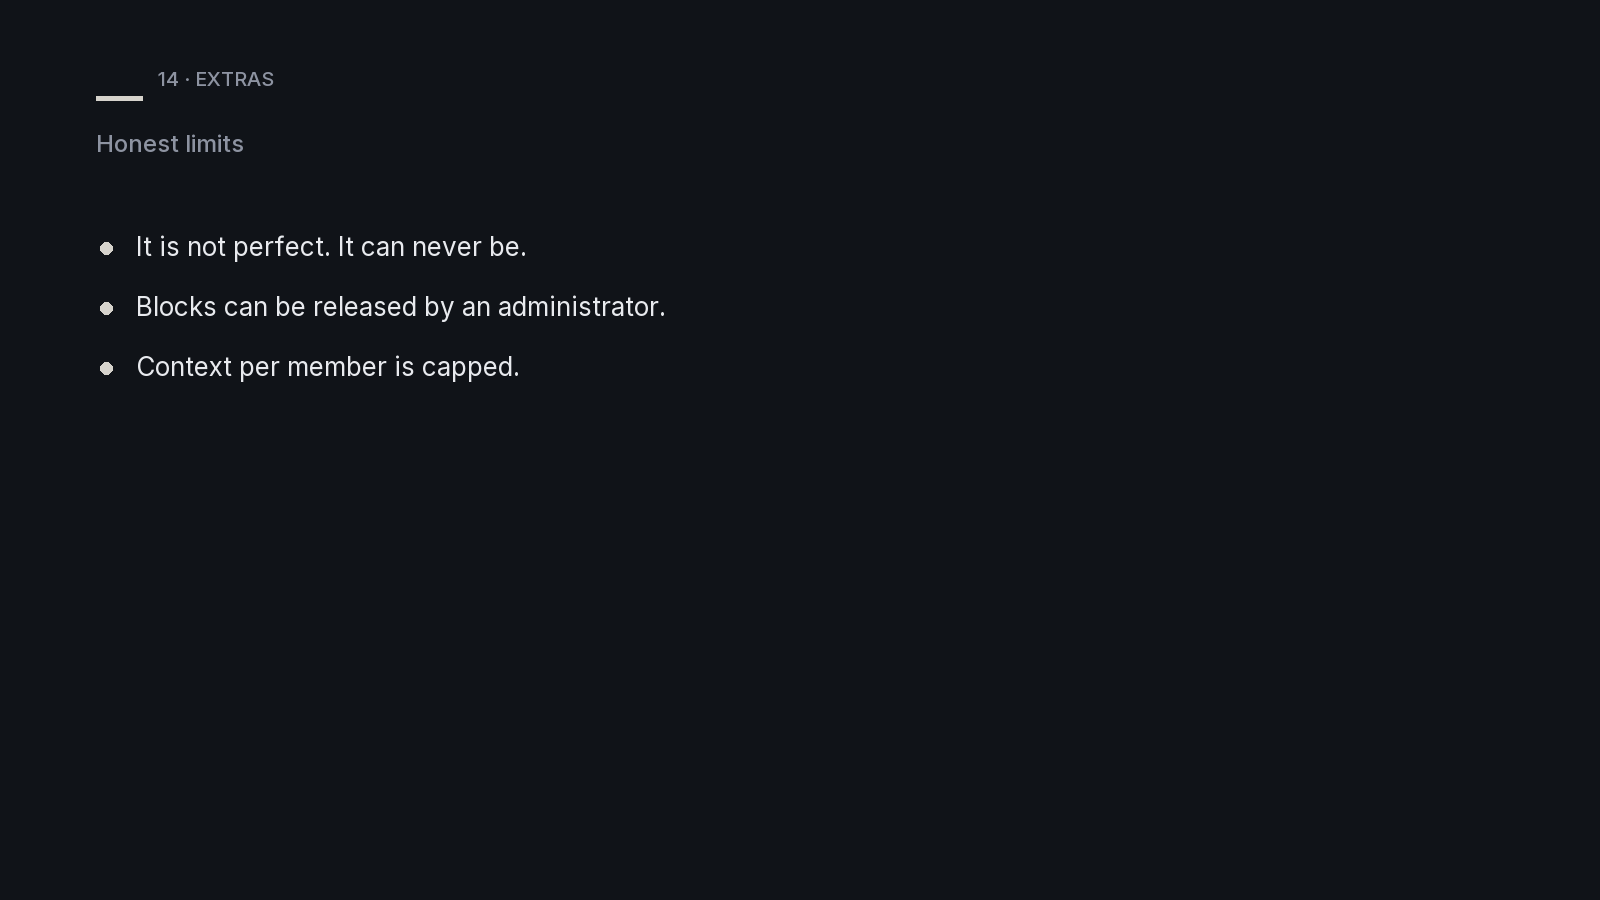 14 · EXTRAS
Honest limits
It is not perfect. It can never be.
Blocks can be released by an administrator.
Context per member is capped.